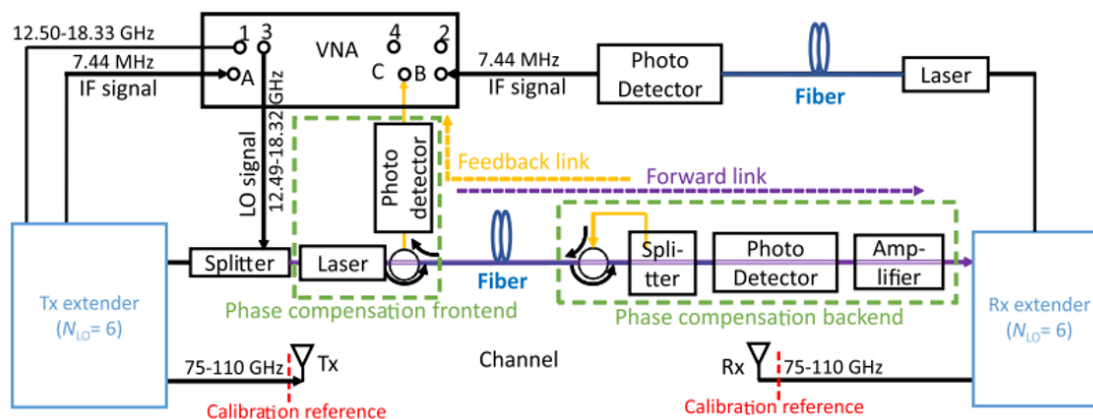 12.50-18.33 GHz
1
3
VNA
4
2
7.44 MHz
IF signal
A
C
B
7.44 MHz
IF signal
Photo
Detector
Fiber
Laser
LO signal
12.49-18.32 GHz
Photo
detector
Feedback link
Forward link
Splitter
Laser
Fiber
Spli-
tter
Photo
Detector
Amp-
lifier
Tx extender
(NLO= 6)
Phase compensation frontend
Phase compensation backend
Rx extender
(NLO= 6)
75-110 GHz
Tx
Channel
Rx
75-110 GHz
Calibration reference
Calibration reference